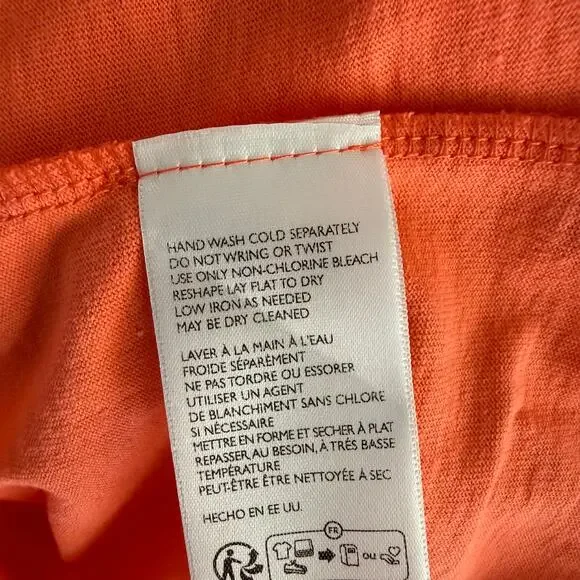 HAND WASH COLD SEPARATELY
DO NOT WRING OR TWIST
USE ONLY NON-CHLORINE BLEACH
RESHAPE LAY FLAT TO DRY
LOW IRON AS NEEDED
MAY BE DRY CLEANED
LAVER À LA MAIN À L'EAU
FROIDE SÉPARÉMENT
NE PAS TORDRE OU ESSORER
UTILISER UN AGENT
DE BLANCHIMENT SANS CHLORE
SI NÉCESSAIRE
METTRE EN FORME ET SECHER À PLAT
REPASSER AU BESOIN, À TRÉS BASSE
TEMPÉRATURE
PEUT-ÊTRE ÊTRE NETTOYÉE À SEC
HECHO EN EE UU.
FR
OU